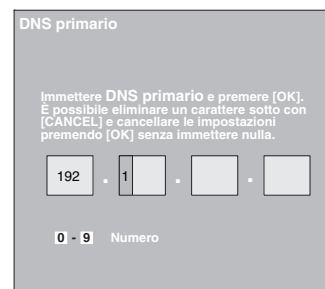 DNS primario
Immettere DNS primario e premere [OK].
È possibile eliminare un carattere sotto con
[CANCEL] e cancellare le impostazioni
premendo [OK] senza immettere nulla.
192 . 1 . .
0 - 9 Numero